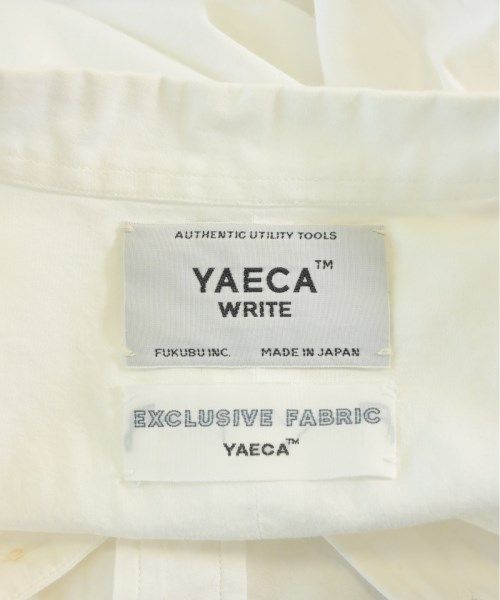 AUTHENTIC UTILITY TOOLS
YAECA™
WRITE
FUKUBU INC. MADE IN JAPAN
EXCLUSIVE FABRIC
YAECA™